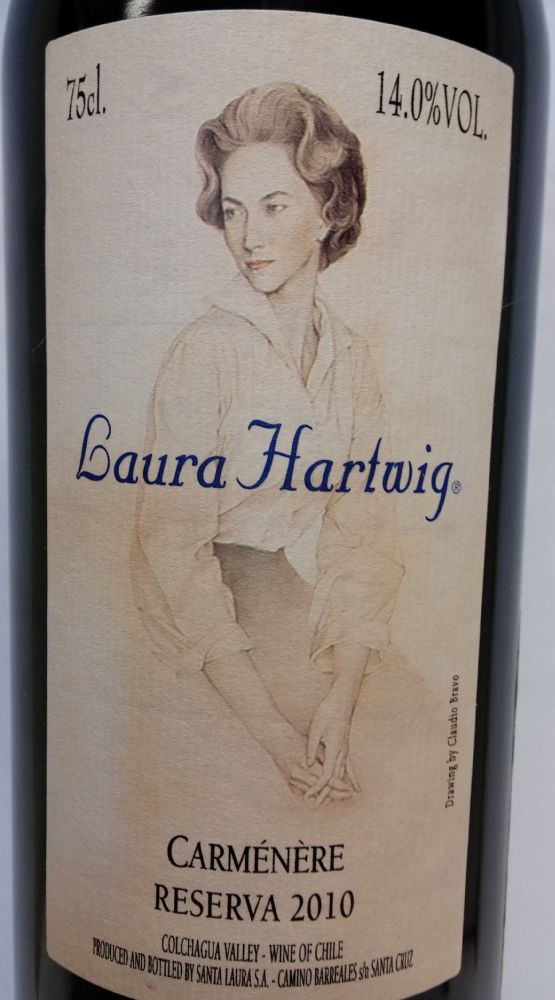 75cl.
14.0%VOL.
Laura Hartwig®
Drawing by Claudio Bravo
CARMÉNÈRE
RESERVA 2010
COLCHAGUA VALLEY - WINE OF CHILE
PRODUCED AND BOTTLED BY SANTA LAURA S.A. - CAMINO BARREALES s/n SANTA CRUZ